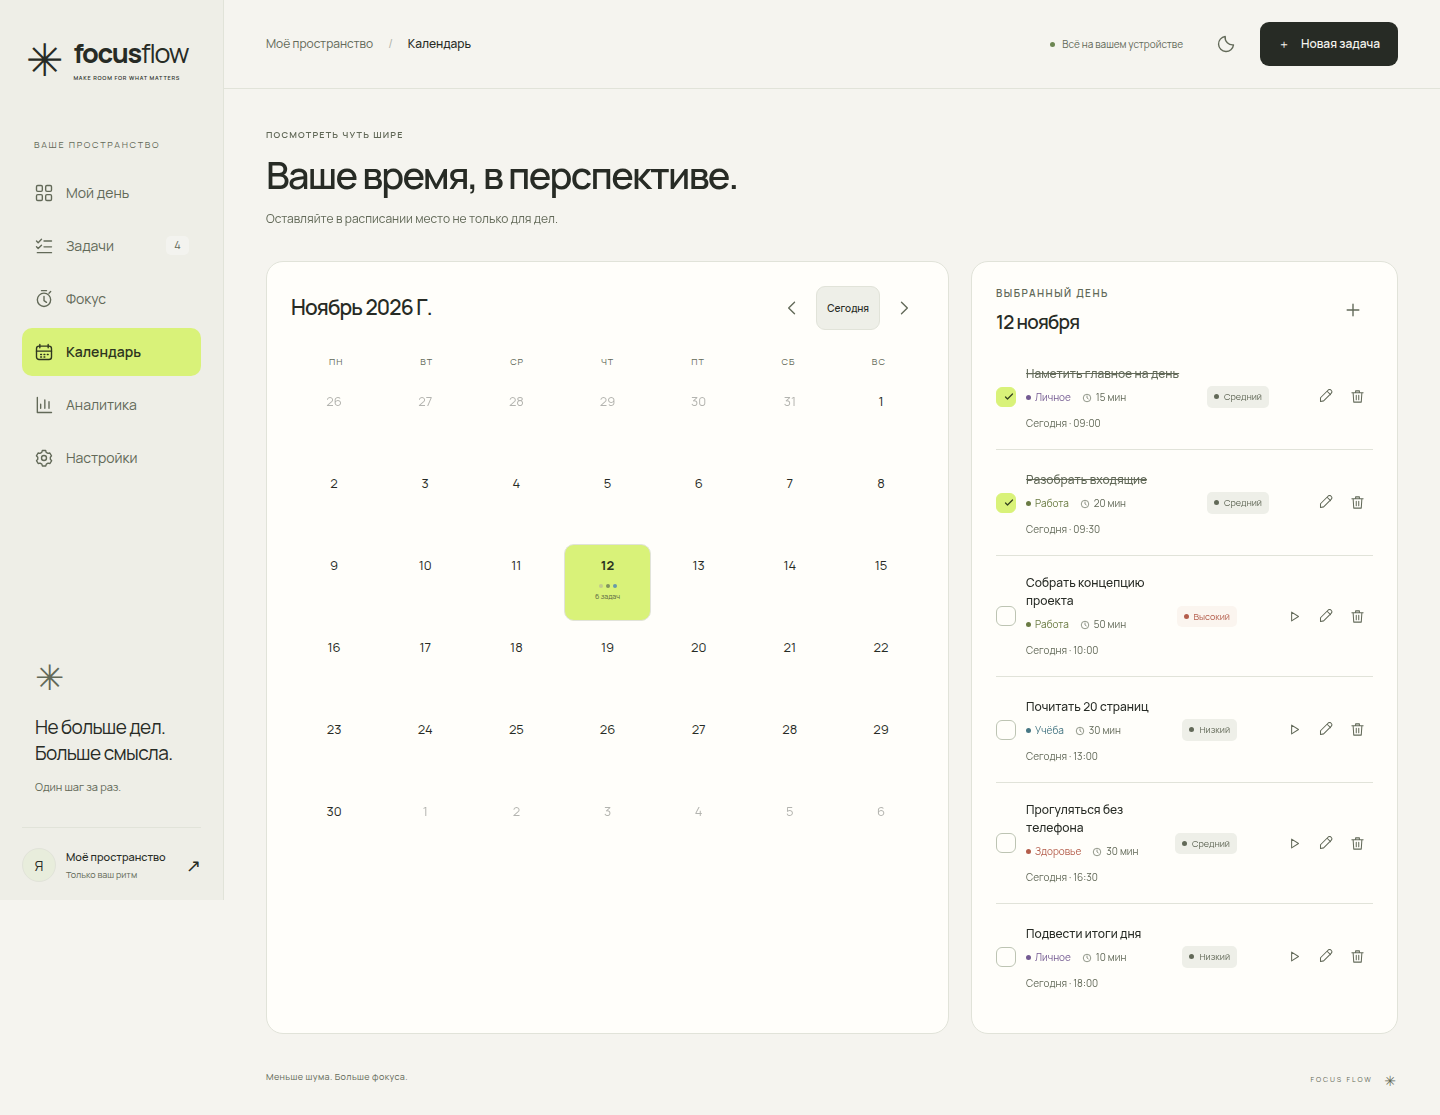 focusflow
MAKE ROOM FOR WHAT MATTERS
ВАШЕ ПРОСТРАНСТВО
Мой день
Задачи 4
Фокус
Календарь
Аналитика
Настройки
Не больше дел.
Больше смысла.
Один шаг за раз.
Я
Моё пространство
Только ваш ритм
↗
Моё пространство / Календарь
Всё на вашем устройстве
+ Новая задача
ПОСМОТРЕТЬ ЧУТЬ ШИРЕ
Ваше время, в перспективе.
Оставляйте в расписании место не только для дел.
Ноябрь 2026 Г.
Сегодня
ПН ВТ СР ЧТ ПТ СБ ВС
26 27 28 29 30 31 1
2 3 4 5 6 7 8
9 10 11 12 13 14 15
6 задач
16 17 18 19 20 21 22
23 24 25 26 27 28 29
30 1 2 3 4 5 6
ВЫБРАННЫЙ ДЕНЬ
12 ноября
Наметить главное на день
Личное 15 мин Средний
Сегодня · 09:00
Разобрать входящие
Работа 20 мин Средний
Сегодня · 09:30
Собрать концепцию
проекта
Работа 50 мин Высокий
Сегодня · 10:00
Почитать 20 страниц
Учёба 30 мин Низкий
Сегодня · 13:00
Прогуляться без
телефона
Здоровье 30 мин Средний
Сегодня · 16:30
Подвести итоги дня
Личное 10 мин Низкий
Сегодня · 18:00
Меньше шума. Больше фокуса.
FOCUS FLOW